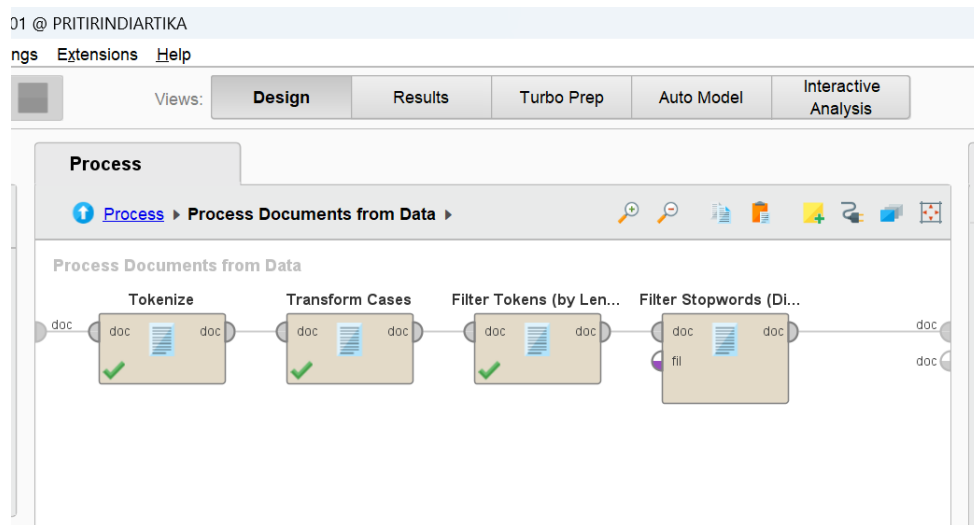 01 @ PRITIRINDIARTIKA
ngs Extensions Help
Views: Design Results Turbo Prep Auto Model Interactive Analysis
Process
Process Process Documents from Data
Process Documents from Data
Tokenize Transform Cases Filter Tokens (by Len... Filter Stopwords (Di...
doc doc doc doc doc doc doc doc doc doc
fil doc